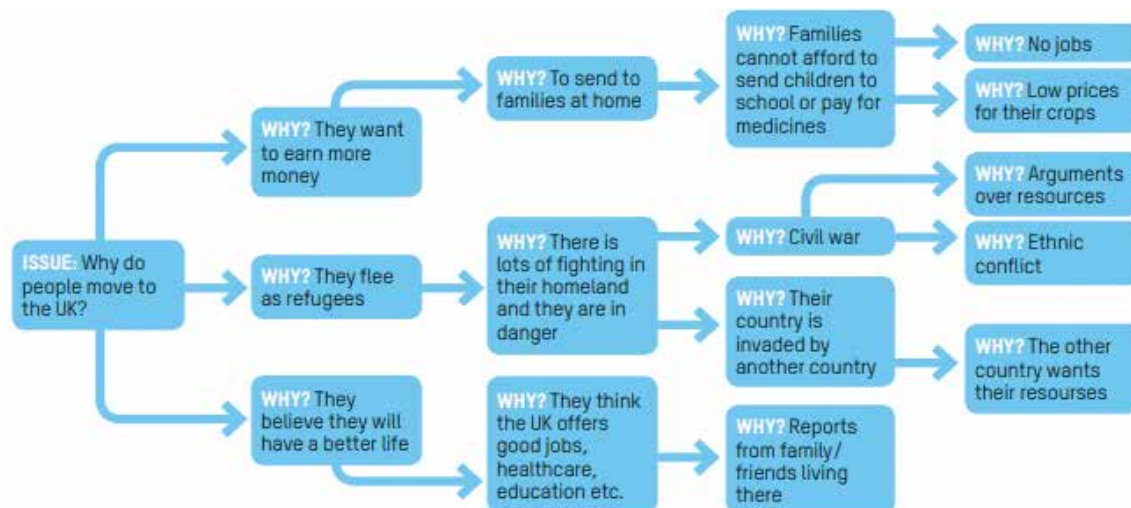 ISSUE: Why do
people move to
the UK?
WHY? They want
to earn more
money
WHY? To send to
families at home
WHY? Families
cannot afford to
send children to
school or pay for
medicines
WHY? No jobs
WHY? Low prices
for their crops
WHY? They flee
as refugees
WHY? There is
lots of fighting in
their homeland
and they are in
danger
WHY? Civil war
WHY? Arguments
over resources
WHY? Ethnic
conflict
WHY? Their
country is
invaded by
another country
WHY? The other
country wants
their resourses
WHY? They
believe they will
have a better life
WHY? They think
the UK offers
good jobs,
healthcare,
education etc.
WHY? Reports
from family/
friends living
there